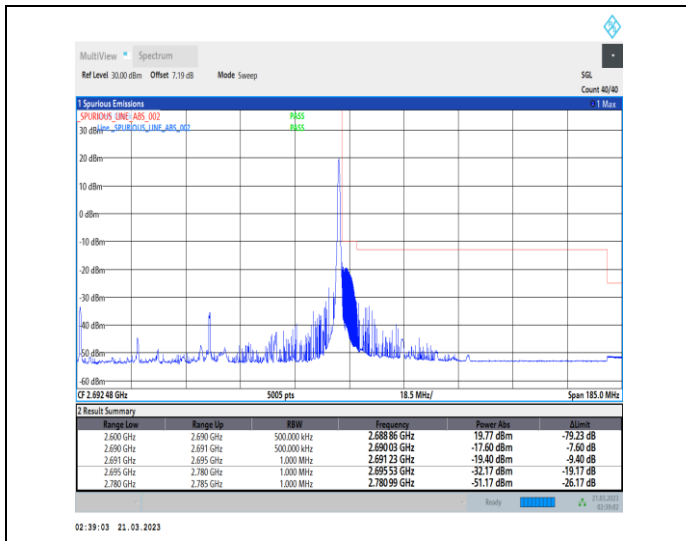 MultiView Spectrum
Ref Level 30.00 dBm Offset 7.19 dB Mode Sweep SGL
Count 40/40
1 Spurious Emissions 1 Max
_SPURIOUS_LINE_ABS_002 PASS
Line _SPURIOUS_LINE_ABS_002 PASS
30 dBm
20 dBm
10 dBm
0 dBm
-10 dBm
-20 dBm
-30 dBm
-40 dBm
-50 dBm
-60 dBm
CF 2.692 48 GHz 5005 pts 18.5 MHz/ Span 185.0 MHz
2 Result Summary
Range Low Range Up RBW Frequency Power Abs ΔLimit
2.600 GHz 2.690 GHz 500.000 kHz 2.688 86 GHz 19.77 dBm -79.23 dB
2.690 GHz 2.691 GHz 500.000 kHz 2.690 03 GHz -17.60 dBm -7.60 dB
2.691 GHz 2.695 GHz 1.000 MHz 2.691 23 GHz -19.40 dBm -9.40 dB
2.695 GHz 2.780 GHz 1.000 MHz 2.695 53 GHz -32.17 dBm -19.17 dB
2.780 GHz 2.785 GHz 1.000 MHz 2.780 99 GHz -51.17 dBm -26.17 dB
Ready 21.03.2023
02:39:02
02:39:03 21.03.2023